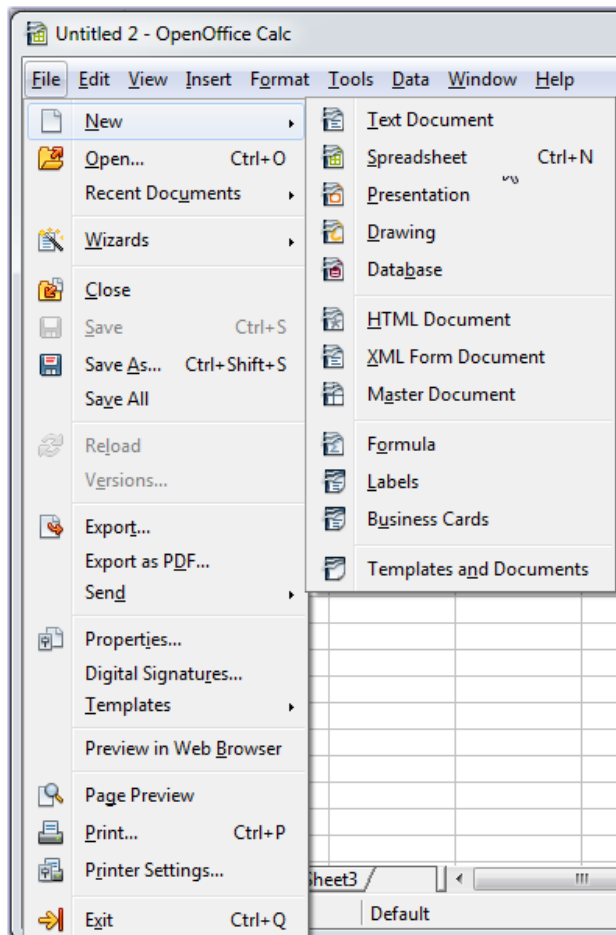 Untitled 2 - OpenOffice Calc
File Edit View Insert Format Tools Data Window Help
New
Open... Ctrl+O
Recent Documents
Wizards
Close
Save Ctrl+S
Save As... Ctrl+Shift+S
Save All
Reload
Versions...
Export...
Export as PDF...
Send
Properties...
Digital Signatures...
Templates
Preview in Web Browser
Page Preview
Print... Ctrl+P
Printer Settings...
Exit Ctrl+Q
Text Document
Spreadsheet Ctrl+N
Presentation
Drawing
Database
HTML Document
XML Form Document
Master Document
Formula
Labels
Business Cards
Templates and Documents
Sheet3
Default